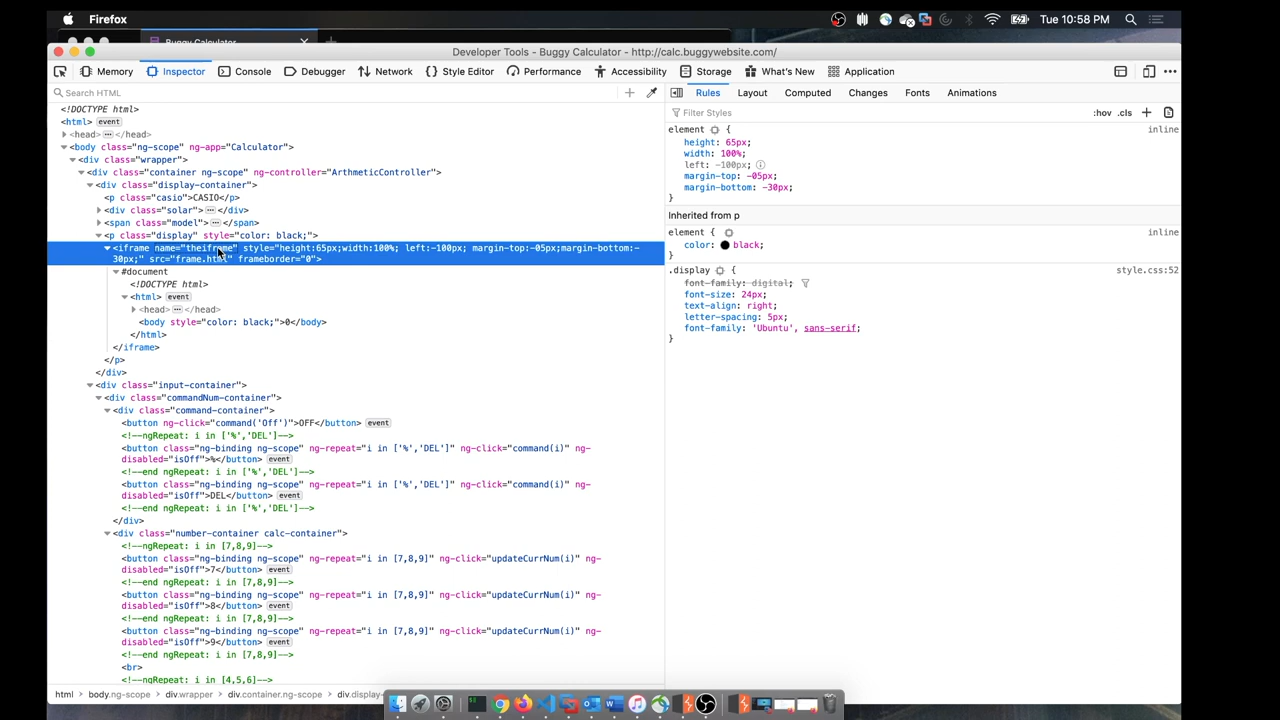 Firefox
Tue 10:58 PM
Buggy Calculator
Developer Tools - Buggy Calculator - http://calc.buggywebsite.com/
Memory Inspector Console Debugger Network Style Editor Performance Accessibility Storage What's New Application
Search HTML
Rules Layout Computed Changes Fonts Animations
<!DOCTYPE html>
<html> event
<head> ⋯ </head>
<body class="ng-scope" ng-app="Calculator">
<div class="wrapper">
<div class="container ng-scope" ng-controller="ArithmeticController">
<div class="display-container">
<p class="casio">CASIO</p>
<div class="solar"> ⋯ </div>
<span class="model"> ⋯ </span>
<p class="display" style="color: black;">
<iframe name="theiframe" style="height:65px;width:100%; left:-100px; margin-top:-05px;margin-bottom:-
30px;" src="frame.html" frameborder="0">
#document
<!DOCTYPE html>
<html> event
<head> ⋯ </head>
<body style="color: black;">0</body>
</html>
</iframe>
</p>
</div>
<div class="input-container">
<div class="commandNum-container">
<div class="command-container">
<button ng-click="command('Off')">OFF</button> event
<!--ngRepeat: i in ['%','DEL']-->
<button class="ng-binding ng-scope" ng-repeat="i in ['%','DEL']" ng-click="command(i)" ng-
disabled="isOff">%</button> event
<!--end ngRepeat: i in ['%','DEL']-->
<button class="ng-binding ng-scope" ng-repeat="i in ['%','DEL']" ng-click="command(i)" ng-
disabled="isOff">DEL</button> event
<!--end ngRepeat: i in ['%','DEL']-->
</div>
<div class="number-container calc-container">
<!--ngRepeat: i in [7,8,9]-->
<button class="ng-binding ng-scope" ng-repeat="i in [7,8,9]" ng-click="updateCurrNum(i)" ng-
disabled="isOff">7</button> event
<!--end ngRepeat: i in [7,8,9]-->
<button class="ng-binding ng-scope" ng-repeat="i in [7,8,9]" ng-click="updateCurrNum(i)" ng-
disabled="isOff">8</button> event
<!--end ngRepeat: i in [7,8,9]-->
<button class="ng-binding ng-scope" ng-repeat="i in [7,8,9]" ng-click="updateCurrNum(i)" ng-
disabled="isOff">9</button> event
<!--end ngRepeat: i in [7,8,9]-->
<br>
<!--ngRepeat: i in [4,5,6]-->
html body.ng-scope div.wrapper div.container.ng-scope div.display-
Filter Styles :hov .cls
element { inline
height: 65px;
width: 100%;
left: -100px;
margin-top: -05px;
margin-bottom: -30px;
}
Inherited from p
element { inline
color: black;
}
.display { style.css:52
font-family: digital;
font-size: 24px;
text-align: right;
letter-spacing: 5px;
font-family: 'Ubuntu', sans-serif;
}